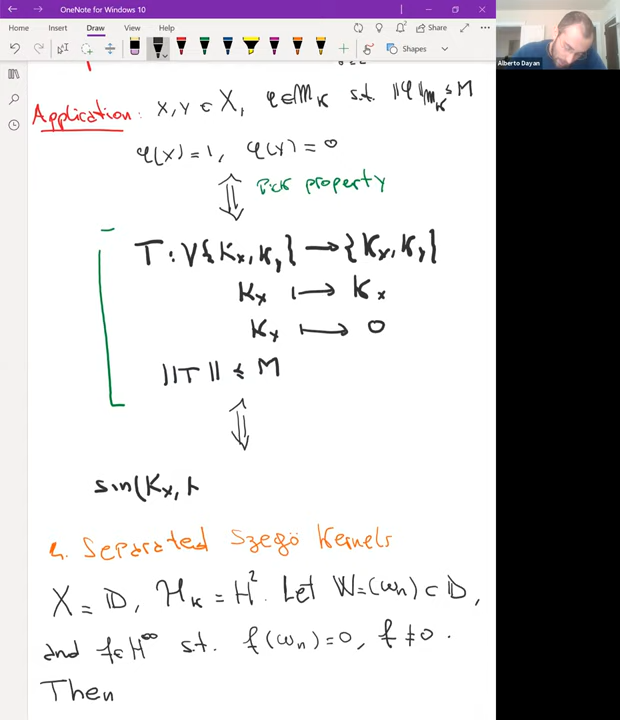 OneNote for Windows 10
Home Insert Draw View Help
Share
Shapes
Alberto Dayan
Application: x, y ∈ X, φ ∈ M_K s.t. ||φ||_{M_K} ≤ M
φ(x) = 1, φ(y) = 0
⇕ Pick property
T : V{K_x, K_y} → {K_x, K_y}
K_x ↦ K_x
K_x ↦ 0
||T|| ≤ M
⇕
sin(K_x,
4. Separated Szegö Kernels
X = 𝔻, H_K = H². Let W = (w_n) ⊂ 𝔻,
and f ∈ H^∞ s.t. f(w_n) = 0, f ≠ 0.
Then